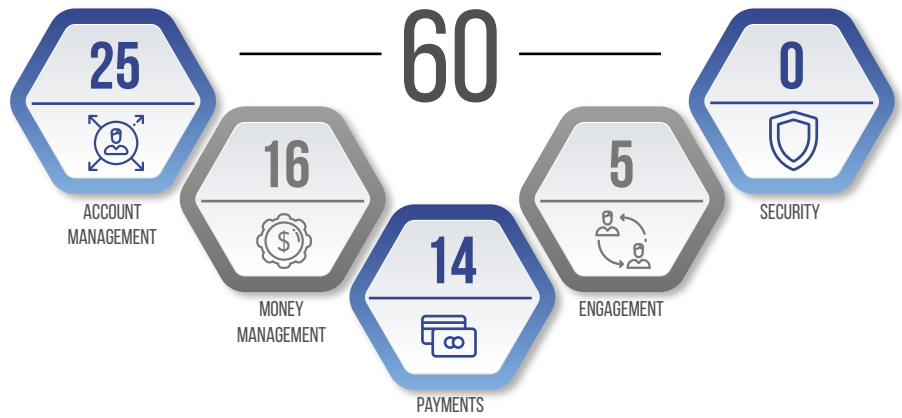 60
25
ACCOUNT
MANAGEMENT
16
$
MONEY
MANAGEMENT
14
PAYMENTS
5
ENGAGEMENT
0
SECURITY